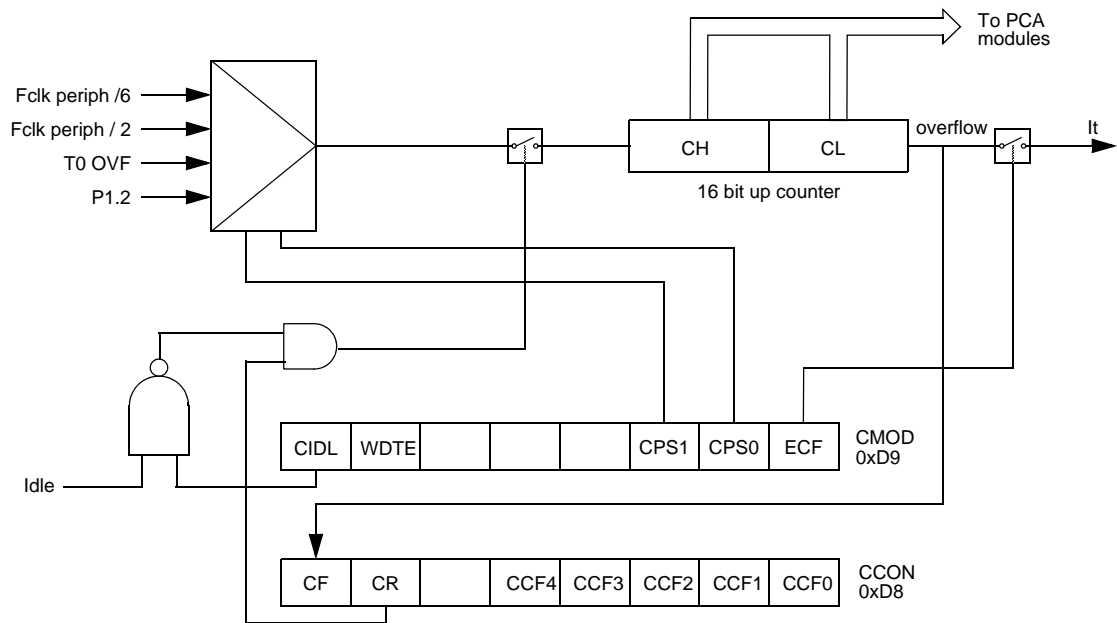 To PCA
modules
Fclk periph /6
Fclk periph / 2
T0 OVF
P1.2
CH
CL
overflow
It
16 bit up counter
CIDL
WDTE
CPS1
CPS0
ECF
CMOD
0xD9
Idle
CF
CR
CCF4
CCF3
CCF2
CCF1
CCF0
CCON
0xD8